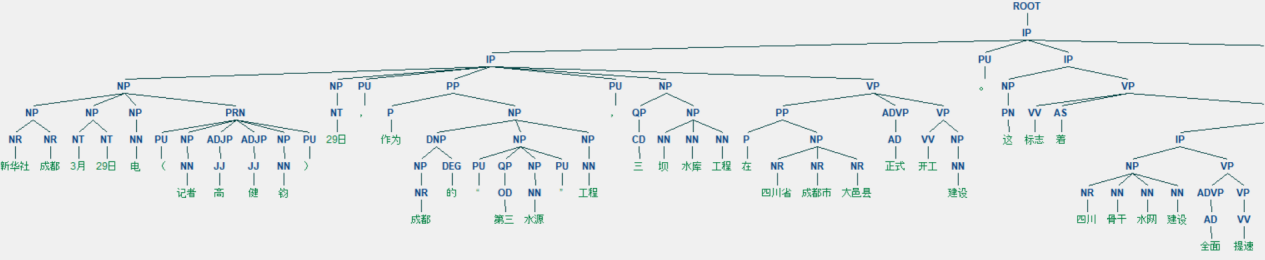 ROOT
IP
IP PU IP
NP NP PU PP PU NP VP 。 NP VP
NP NP NP PRN NT , P NP , QP NP PP ADVP VP PN VV AS
NR NR NT NT NN PU NP ADJP ADJP NP PU 29日 作为 DNP NP NP CD NN NN NN P NP AD VV NP 这 标志 着 IP
新华社 成都 3月 29日 电 ( NN JJ JJ NN ) NP DEG PU QP NP PU NN 三 坝 水库 工程 在 NR NR NR 正式 开工 NN NP VP
记者 高 健 钧 NR 的 “ OD NN ” 工程 四川省 成都市 大邑县 建设 NR NN NN NN ADVP VP
成都 第三 水源 四川 骨干 水网 建设 AD VV
全面 提速